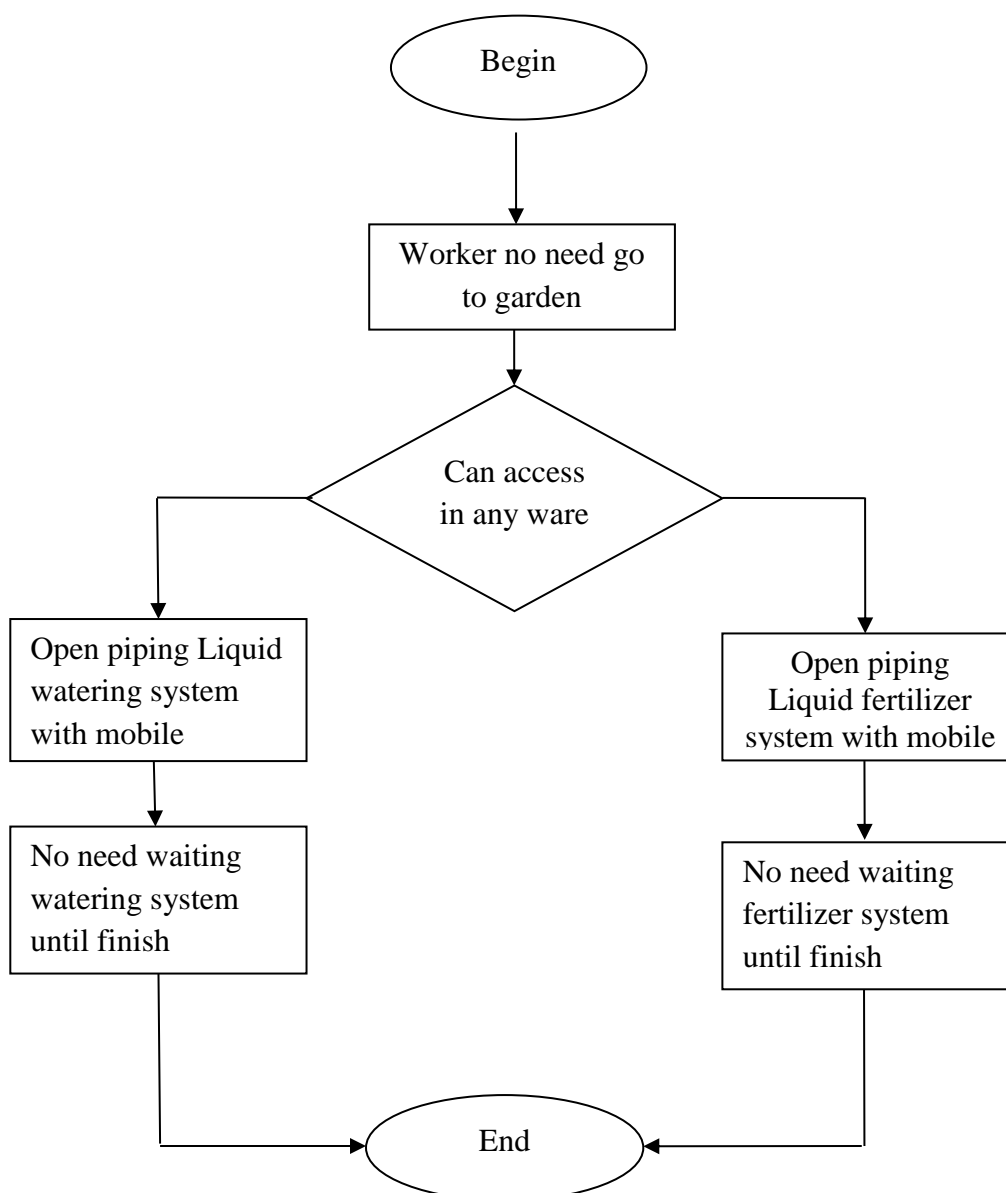 Begin
Worker no need go
to garden
Can access
in any ware
Open piping Liquid
watering system
with mobile
Open piping
Liquid fertilizer
system with mobile
No need waiting
watering system
until finish
No need waiting
fertilizer system
until finish
End